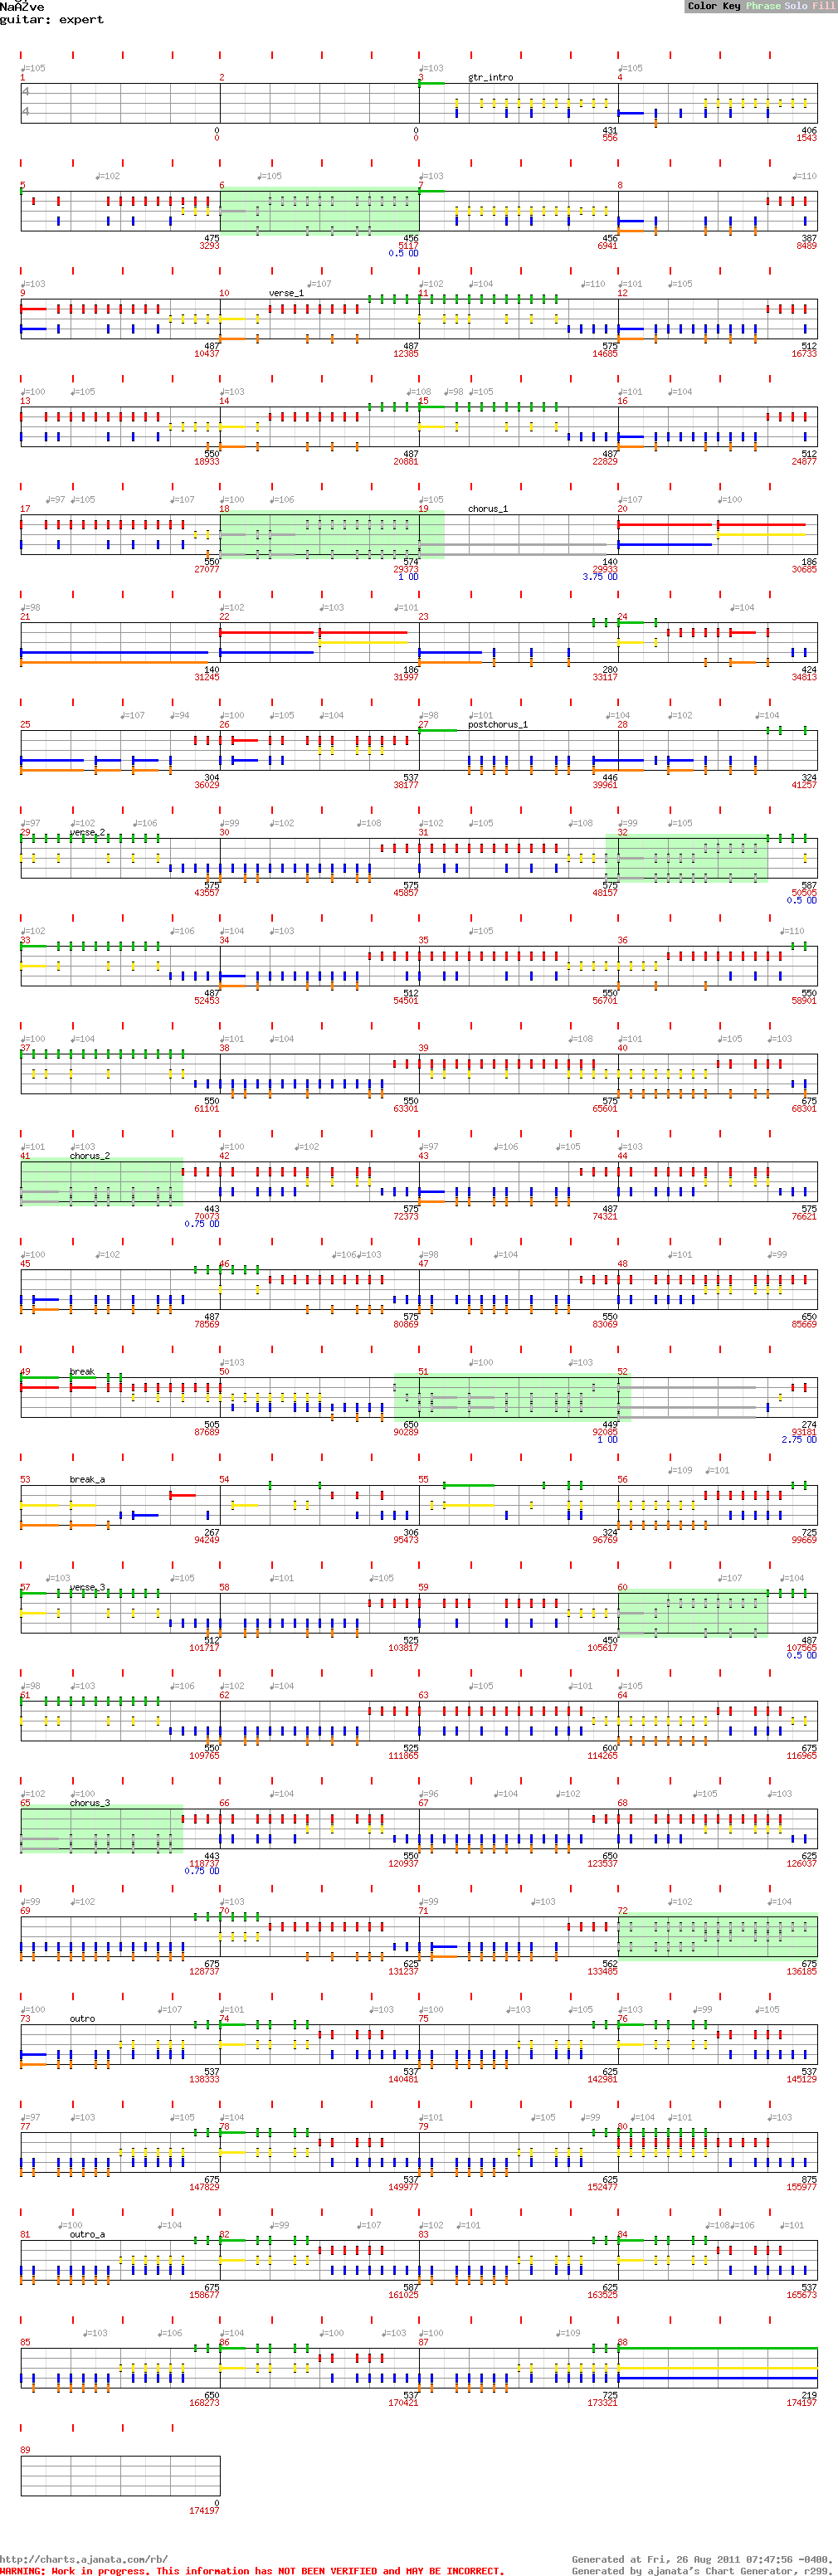 NaÃŽve
guitar: expert
Color Key Phrase Solo Fill
♩=105 ♩=103 ♩=105
1 2 3 gtr_intro 4
4
4
0 0 431 406
0 0 556 1543
♩=102 ♩=105 ♩=110
5 6 7 8
475 456 456 387
3293 5117 6941 8489
0.5 OD
♩=103 ♩=107 ♩=102 ♩=104 ♩=110 ♩=101 ♩=105
9 10 verse_1 11 12
487 487 575 512
10437 12385 14685 16733
♩=100 ♩=105 ♩=103 ♩=108 ♩=98 ♩=105 ♩=101 ♩=104
13 14 15 16
550 487 487 512
18933 20881 22829 24877
♩=97 ♩=105 ♩=107 ♩=100 ♩=106 ♩=105 ♩=107 ♩=100
17 18 19 chorus_1 20
550 574 140 186
27077 29373 29933 30685
1 OD 3.75 OD
♩=98 ♩=102 ♩=103 ♩=101 ♩=104
21 22 23 24
140 186 280 424
31245 31997 33117 34813
♩=107 ♩=94 ♩=100 ♩=105 ♩=104 ♩=98 ♩=101 ♩=104 ♩=102 ♩=104
25 26 27 postchorus_1 28
304 537 446 324
36029 38177 39961 41257
♩=97 ♩=102 ♩=106 ♩=99 ♩=102 ♩=108 ♩=102 ♩=105 ♩=108 ♩=99 ♩=105
29 verse_2 30 31 32
575 575 575 587
43557 45857 48157 50505
0.5 OD
♩=102 ♩=106 ♩=104 ♩=103 ♩=105 ♩=110
33 34 35 36
487 512 550 550
52453 54501 56701 58901
♩=100 ♩=104 ♩=101 ♩=104 ♩=108 ♩=101 ♩=105 ♩=103
37 38 39 40
550 550 575 675
61101 63301 65601 68301
♩=101 ♩=103 ♩=100 ♩=102 ♩=97 ♩=106 ♩=105 ♩=103
41 chorus_2 42 43 44
443 575 487 575
70073 72373 74321 76621
0.75 OD
♩=100 ♩=102 ♩=106 ♩=103 ♩=98 ♩=104 ♩=101 ♩=99
45 46 47 48
487 575 550 650
78569 80869 83069 85669
♩=103 ♩=100 ♩=103
49 break 50 51 52
505 650 449 274
87689 90289 92085 93181
1 OD 2.75 OD
♩=109 ♩=101
53 break_a 54 55 56
267 306 324 725
94249 95473 96769 99669
♩=103 ♩=105 ♩=101 ♩=105 ♩=107 ♩=104
57 verse_3 58 59 60
512 525 450 487
101717 103817 105617 107565
0.5 OD
♩=98 ♩=103 ♩=106 ♩=102 ♩=104 ♩=105 ♩=101 ♩=105
61 62 63 64
550 525 600 675
109765 111865 114265 116965
♩=102 ♩=100 ♩=104 ♩=96 ♩=104 ♩=102 ♩=105 ♩=103
65 chorus_3 66 67 68
443 550 650 625
118737 120937 123537 126037
0.75 OD
♩=99 ♩=102 ♩=103 ♩=99 ♩=103 ♩=102 ♩=104
69 70 71 72
675 625 562 675
128737 131237 133485 136185
♩=100 ♩=107 ♩=101 ♩=103 ♩=100 ♩=103 ♩=105 ♩=103 ♩=99 ♩=105
73 outro 74 75 76
537 537 625 537
138333 140481 142981 145129
♩=97 ♩=103 ♩=105 ♩=104 ♩=101 ♩=105 ♩=99 ♩=104 ♩=101 ♩=103
77 78 79 80
675 537 625 875
147829 149977 152477 155977
♩=100 ♩=104 ♩=99 ♩=107 ♩=102 ♩=101 ♩=108 ♩=106 ♩=101
81 outro_a 82 83 84
675 587 625 537
158677 161025 163525 165673
♩=103 ♩=106 ♩=104 ♩=100 ♩=103 ♩=100 ♩=109
85 86 87 88
650 537 725 219
168273 170421 173321 174197
89
0
174197
http://charts.ajanata.com/rb/ Generated at Fri, 26 Aug 2011 07:47:56 -0400.
WARNING: Work in progress. This information has NOT BEEN VERIFIED and MAY BE INCORRECT. Generated by ajanata's Chart Generator, r299.